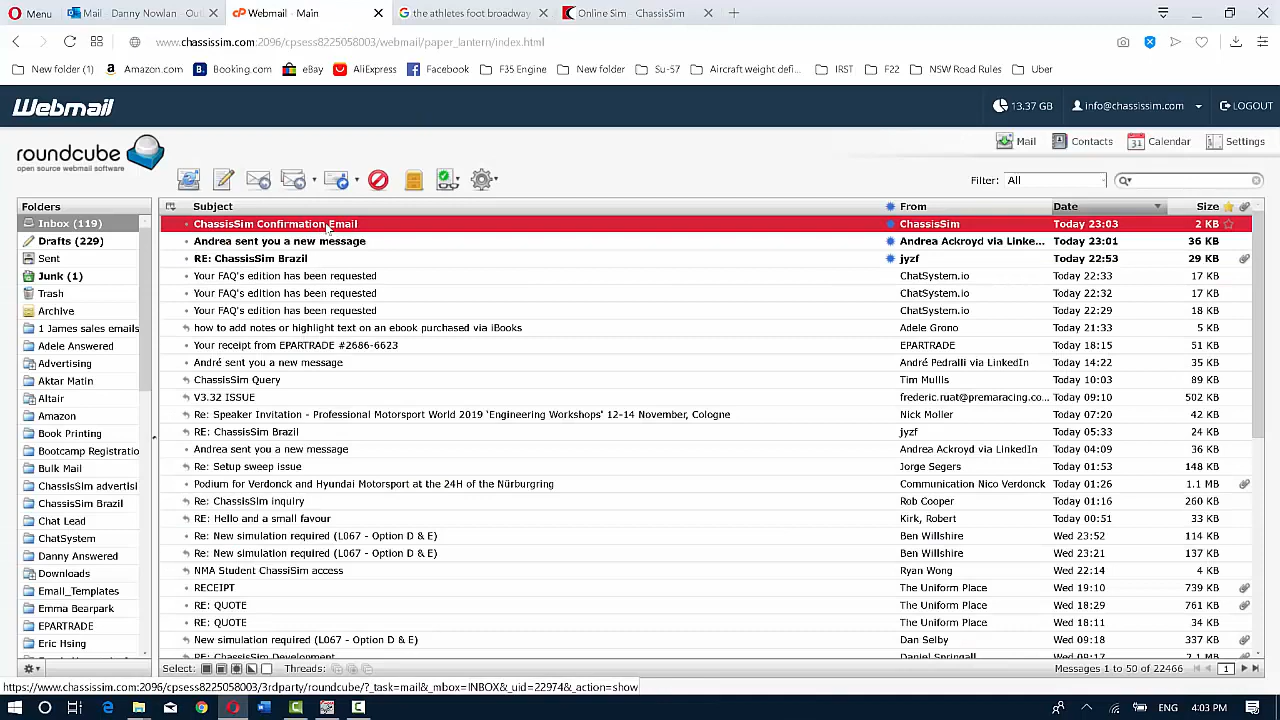 Menu
Mail Danny Nowlan Out
Webmail - Main
the athletes foot broadway
Online Sim ChassisSim
www.chassissim.com:2096/cpsess8225058003/webmail/paper_lantern/index.html
New folder (1)
Amazon.com
Booking.com
eBay
AliExpress
Facebook
F35 Engine
New folder
Su-57
Aircraft weight defi...
IRST
F22
NSW Road Rules
Uber
Webmail
13.37 GB
info@chassissim.com
LOGOUT
roundcube
open source webmail software
Mail
Contacts
Calendar
Settings
Filter: All
Folders
Inbox (119)
Drafts (229)
Sent
Junk (1)
Trash
Archive
1 James sales emails
Adele Answered
Advertising
Aktar Matin
Altair
Amazon
Book Printing
Bootcamp Registratio
Bulk Mail
ChassisSim advertisi
ChassisSim Brazil
Chat Lead
ChatSystem
Danny Answered
Downloads
Email_Templates
Emma Bearpark
EPARTRADE
Eric Hsing
Subject From Date Size
ChassisSim Confirmation Email ChassisSim Today 23:03 2 KB
Andrea sent you a new message Andrea Ackroyd via Linke... Today 23:01 36 KB
RE: ChassisSim Brazil jyzf Today 22:53 29 KB
Your FAQ's edition has been requested ChatSystem.io Today 22:33 17 KB
Your FAQ's edition has been requested ChatSystem.io Today 22:32 17 KB
Your FAQ's edition has been requested ChatSystem.io Today 22:29 18 KB
how to add notes or highlight text on an ebook purchased via iBooks Adele Grono Today 21:33 5 KB
Your receipt from EPARTRADE #2686-6623 EPARTRADE Today 18:15 51 KB
André sent you a new message André Pedralli via LinkedIn Today 14:22 35 KB
ChassisSim Query Tim Mullis Today 10:03 89 KB
V3.32 ISSUE frederic.ruat@premaracing.co... Today 09:10 502 KB
Re: Speaker Invitation - Professional Motorsport World 2019 'Engineering Workshops' 12-14 November, Cologne Nick Moller Today 07:20 42 KB
RE: ChassisSim Brazil jyzf Today 05:33 24 KB
Andrea sent you a new message Andrea Ackroyd via LinkedIn Today 04:09 36 KB
Re: Setup sweep issue Jorge Segers Today 01:53 148 KB
Podium for Verdonck and Hyundai Motorsport at the 24H of the Nürburgring Communication Nico Verdonck Today 01:26 1.1 MB
Re: ChassisSim inquiry Rob Cooper Today 01:16 260 KB
RE: Hello and a small favour Kirk, Robert Today 00:51 33 KB
Re: New simulation required (L067 - Option D & E) Ben Willshire Wed 23:52 114 KB
Re: New simulation required (L067 - Option D & E) Ben Willshire Wed 23:21 137 KB
NMA Student ChassiSim access Ryan Wong Wed 22:14 4 KB
RECEIPT The Uniform Place Wed 19:10 739 KB
RE: QUOTE The Uniform Place Wed 18:29 761 KB
RE: QUOTE The Uniform Place Wed 18:11 34 KB
New simulation required (L067 - Option D & E) Dan Selby Wed 09:18 337 KB
RE: ChassisSim Development Daniel Springall Wed 09:17 2.1 MB
Select: Threads: Messages 1 to 50 of 22466 1
https://www.chassissim.com:2096/cpsess8225058003/3rdparty/roundcube/?_task=mail&_mbox=INBOX&_uid=22974&_action=show
ENG 4:03 PM